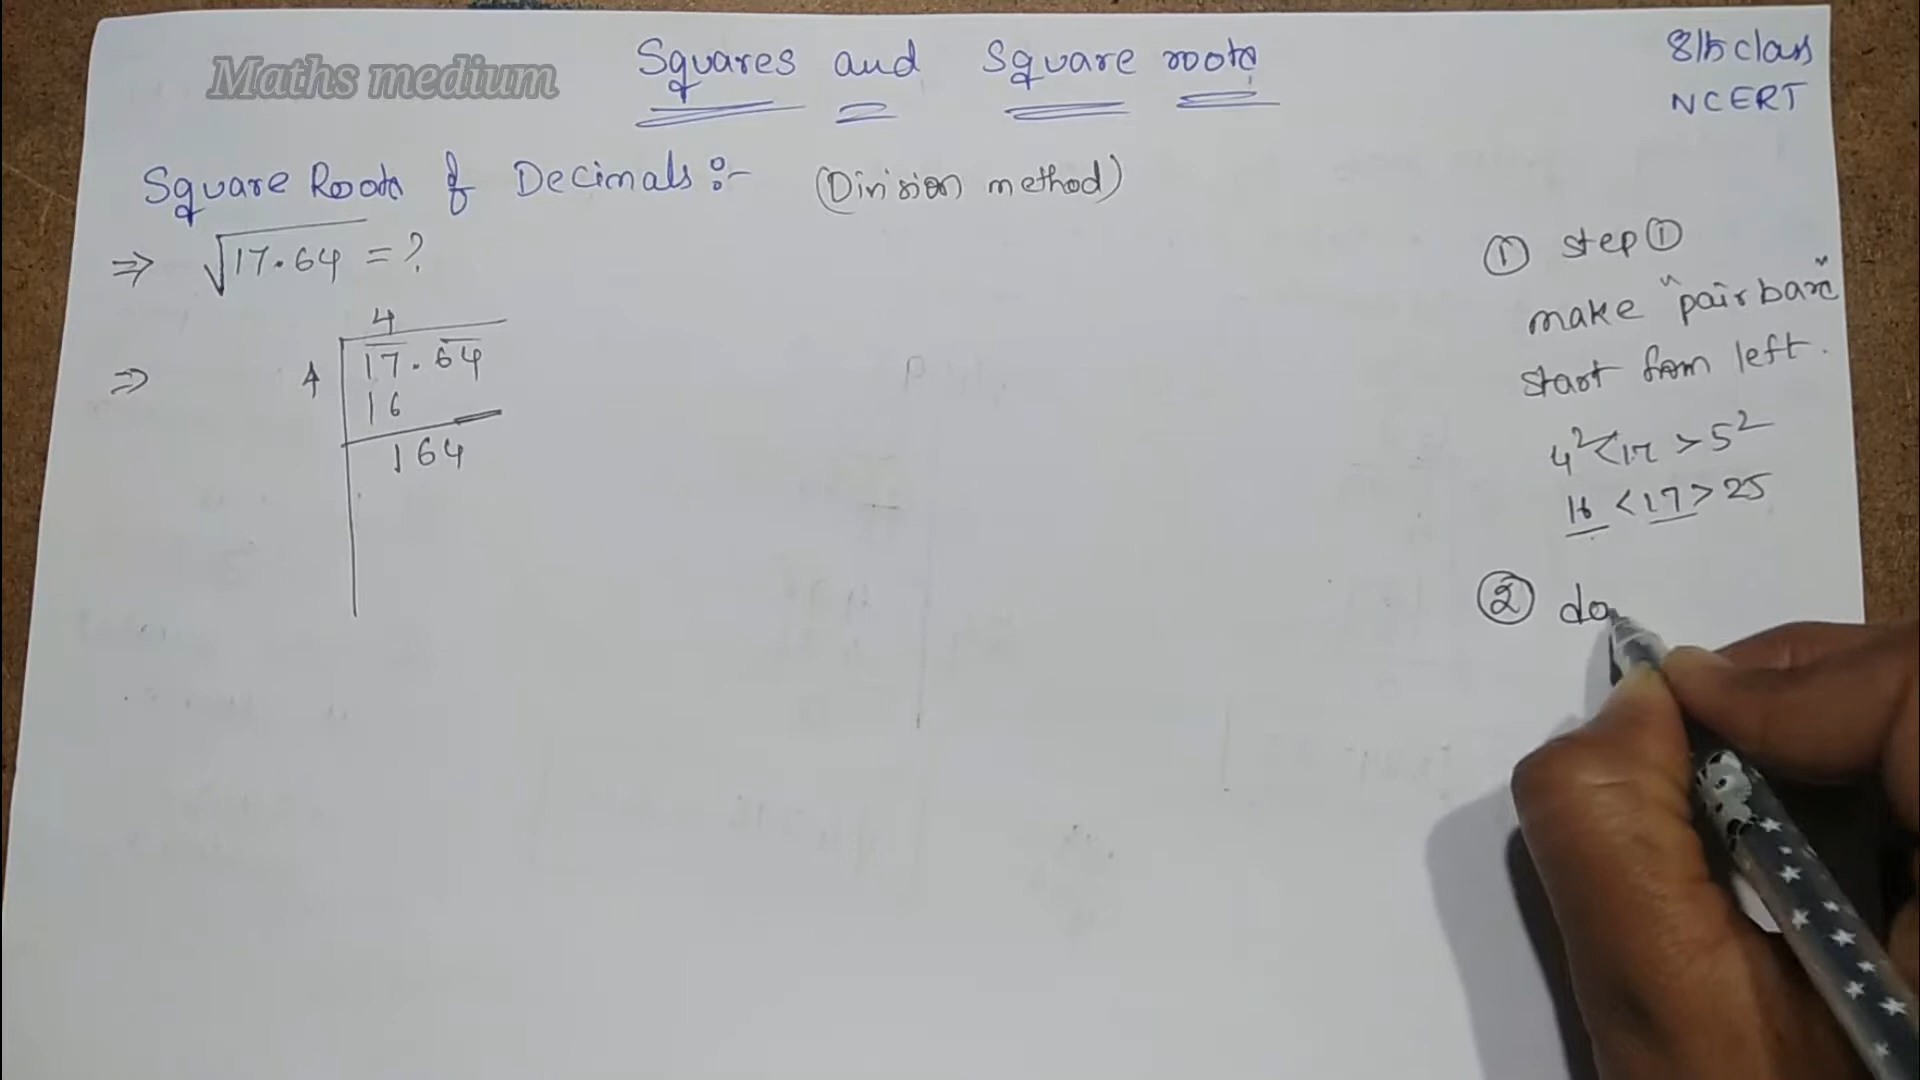 Maths medium
Squares and Square roots
8th class
NCERT
Square Roots of Decimals :- (Division method)
⇒ √17.64 = ?
① step ①
make "pair bars"
start from left.
4² < 17 > 5²
16 < 17 > 25
② do
4
⇒ 4 17.64
16
164